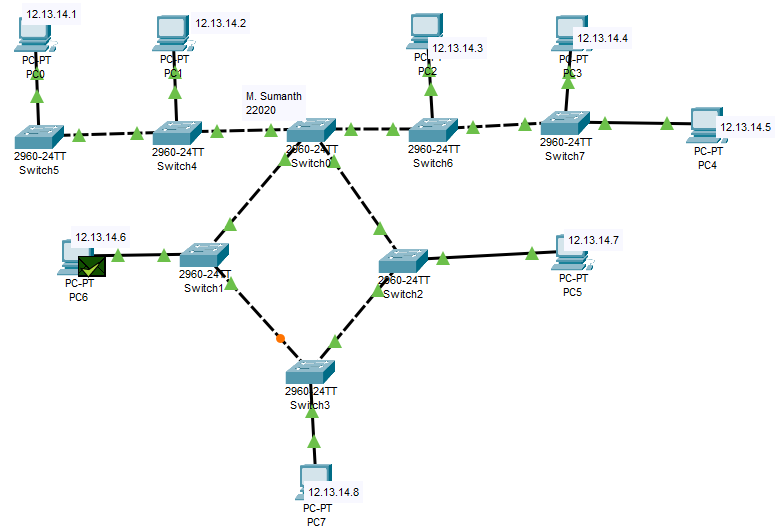 12.13.14.1
PC-PT
PC0
12.13.14.2
PC-PT
PC1
12.13.14.3
PC
PC2
12.13.14.4
PC-PT
PC3
M. Sumanth
22020
2960-24TT
Switch5
2960-24TT
Switch4
2960-24TT
Switch0
2960-24TT
Switch6
2960-24TT
Switch7
12.13.14.5
PC-PT
PC4
12.13.14.6
PC-PT
PC6
2960-24TT
Switch1
2960-24TT
Switch2
12.13.14.7
PC-PT
PC5
2960-24TT
Switch3
12.13.14.8
PC-PT
PC7